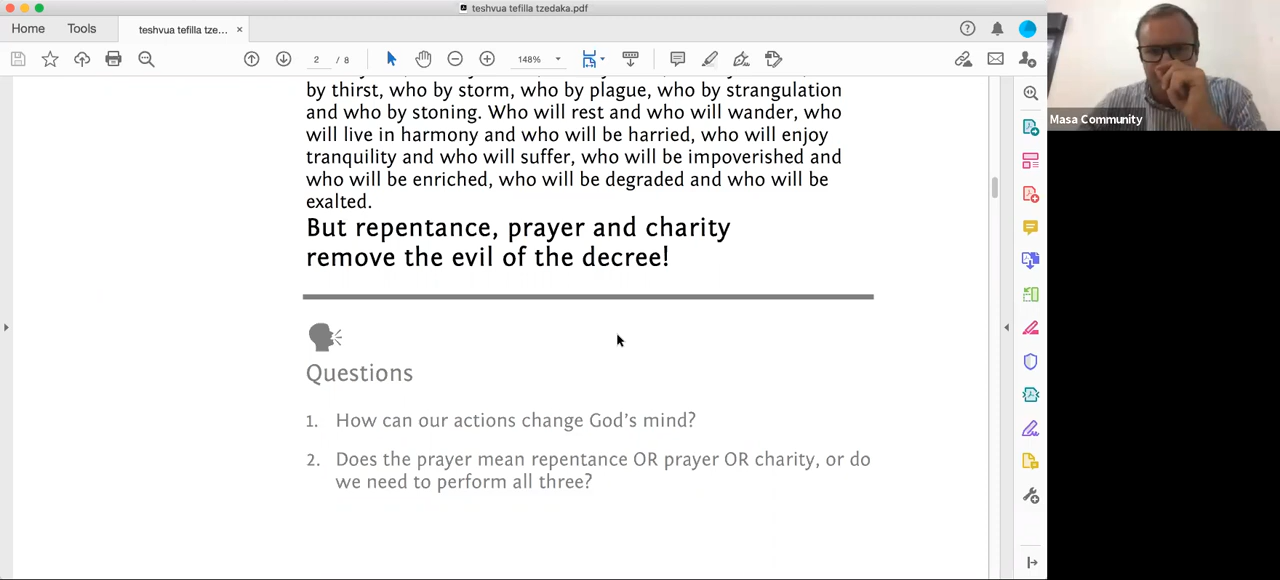 teshvua tefilla tzedaka.pdf
Home Tools teshvua tefilla tze... ×
2 / 8 148%
by thirst, who by storm, who by plague, who by strangulation
and who by stoning. Who will rest and who will wander, who
will live in harmony and who will be harried, who will enjoy
tranquility and who will suffer, who will be impoverished and
who will be enriched, who will be degraded and who will be
exalted.
But repentance, prayer and charity
remove the evil of the decree!
Questions
1. How can our actions change God's mind?
2. Does the prayer mean repentance OR prayer OR charity, or do
we need to perform all three?
Masa Community